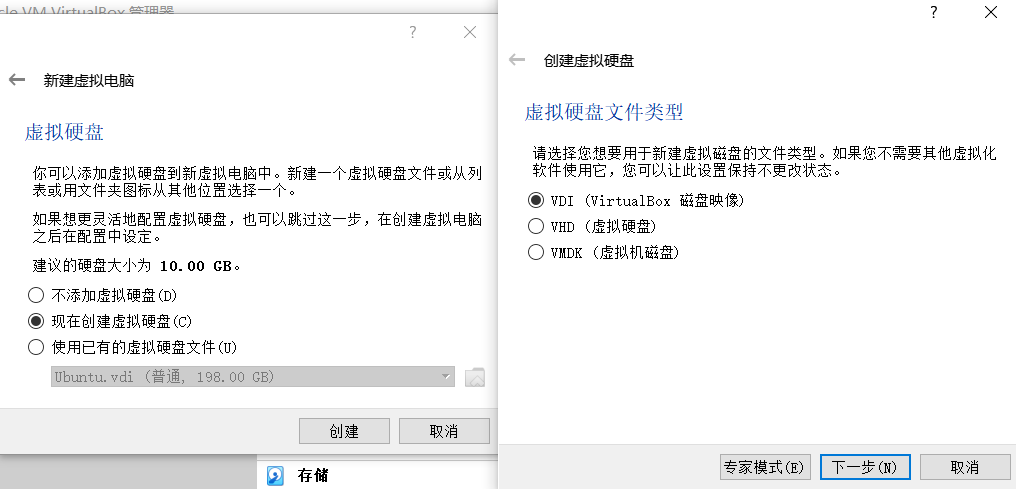 cle VM VirtualBox 管理器
?
新建虚拟电脑
虚拟硬盘
你可以添加虚拟硬盘到新虚拟电脑中。新建一个虚拟硬盘文件或从列
表或用文件夹图标从其他位置选择一个。
如果想更灵活地配置虚拟硬盘，也可以跳过这一步，在创建虚拟电脑
之后在配置中设定。
建议的硬盘大小为 10.00 GB。
不添加虚拟硬盘(D)
现在创建虚拟硬盘(C)
使用已有的虚拟硬盘文件(U)
Ubuntu.vdi (普通, 198.00 GB)
创建
取消
存储
?
创建虚拟硬盘
虚拟硬盘文件类型
请选择您想要用于新建虚拟磁盘的文件类型。如果您不需要其他虚拟化
软件使用它，您可以让此设置保持不更改状态。
VDI (VirtualBox 磁盘映像)
VHD (虚拟硬盘)
VMDK (虚拟机磁盘)
专家模式(E)
下一步(N)
取消